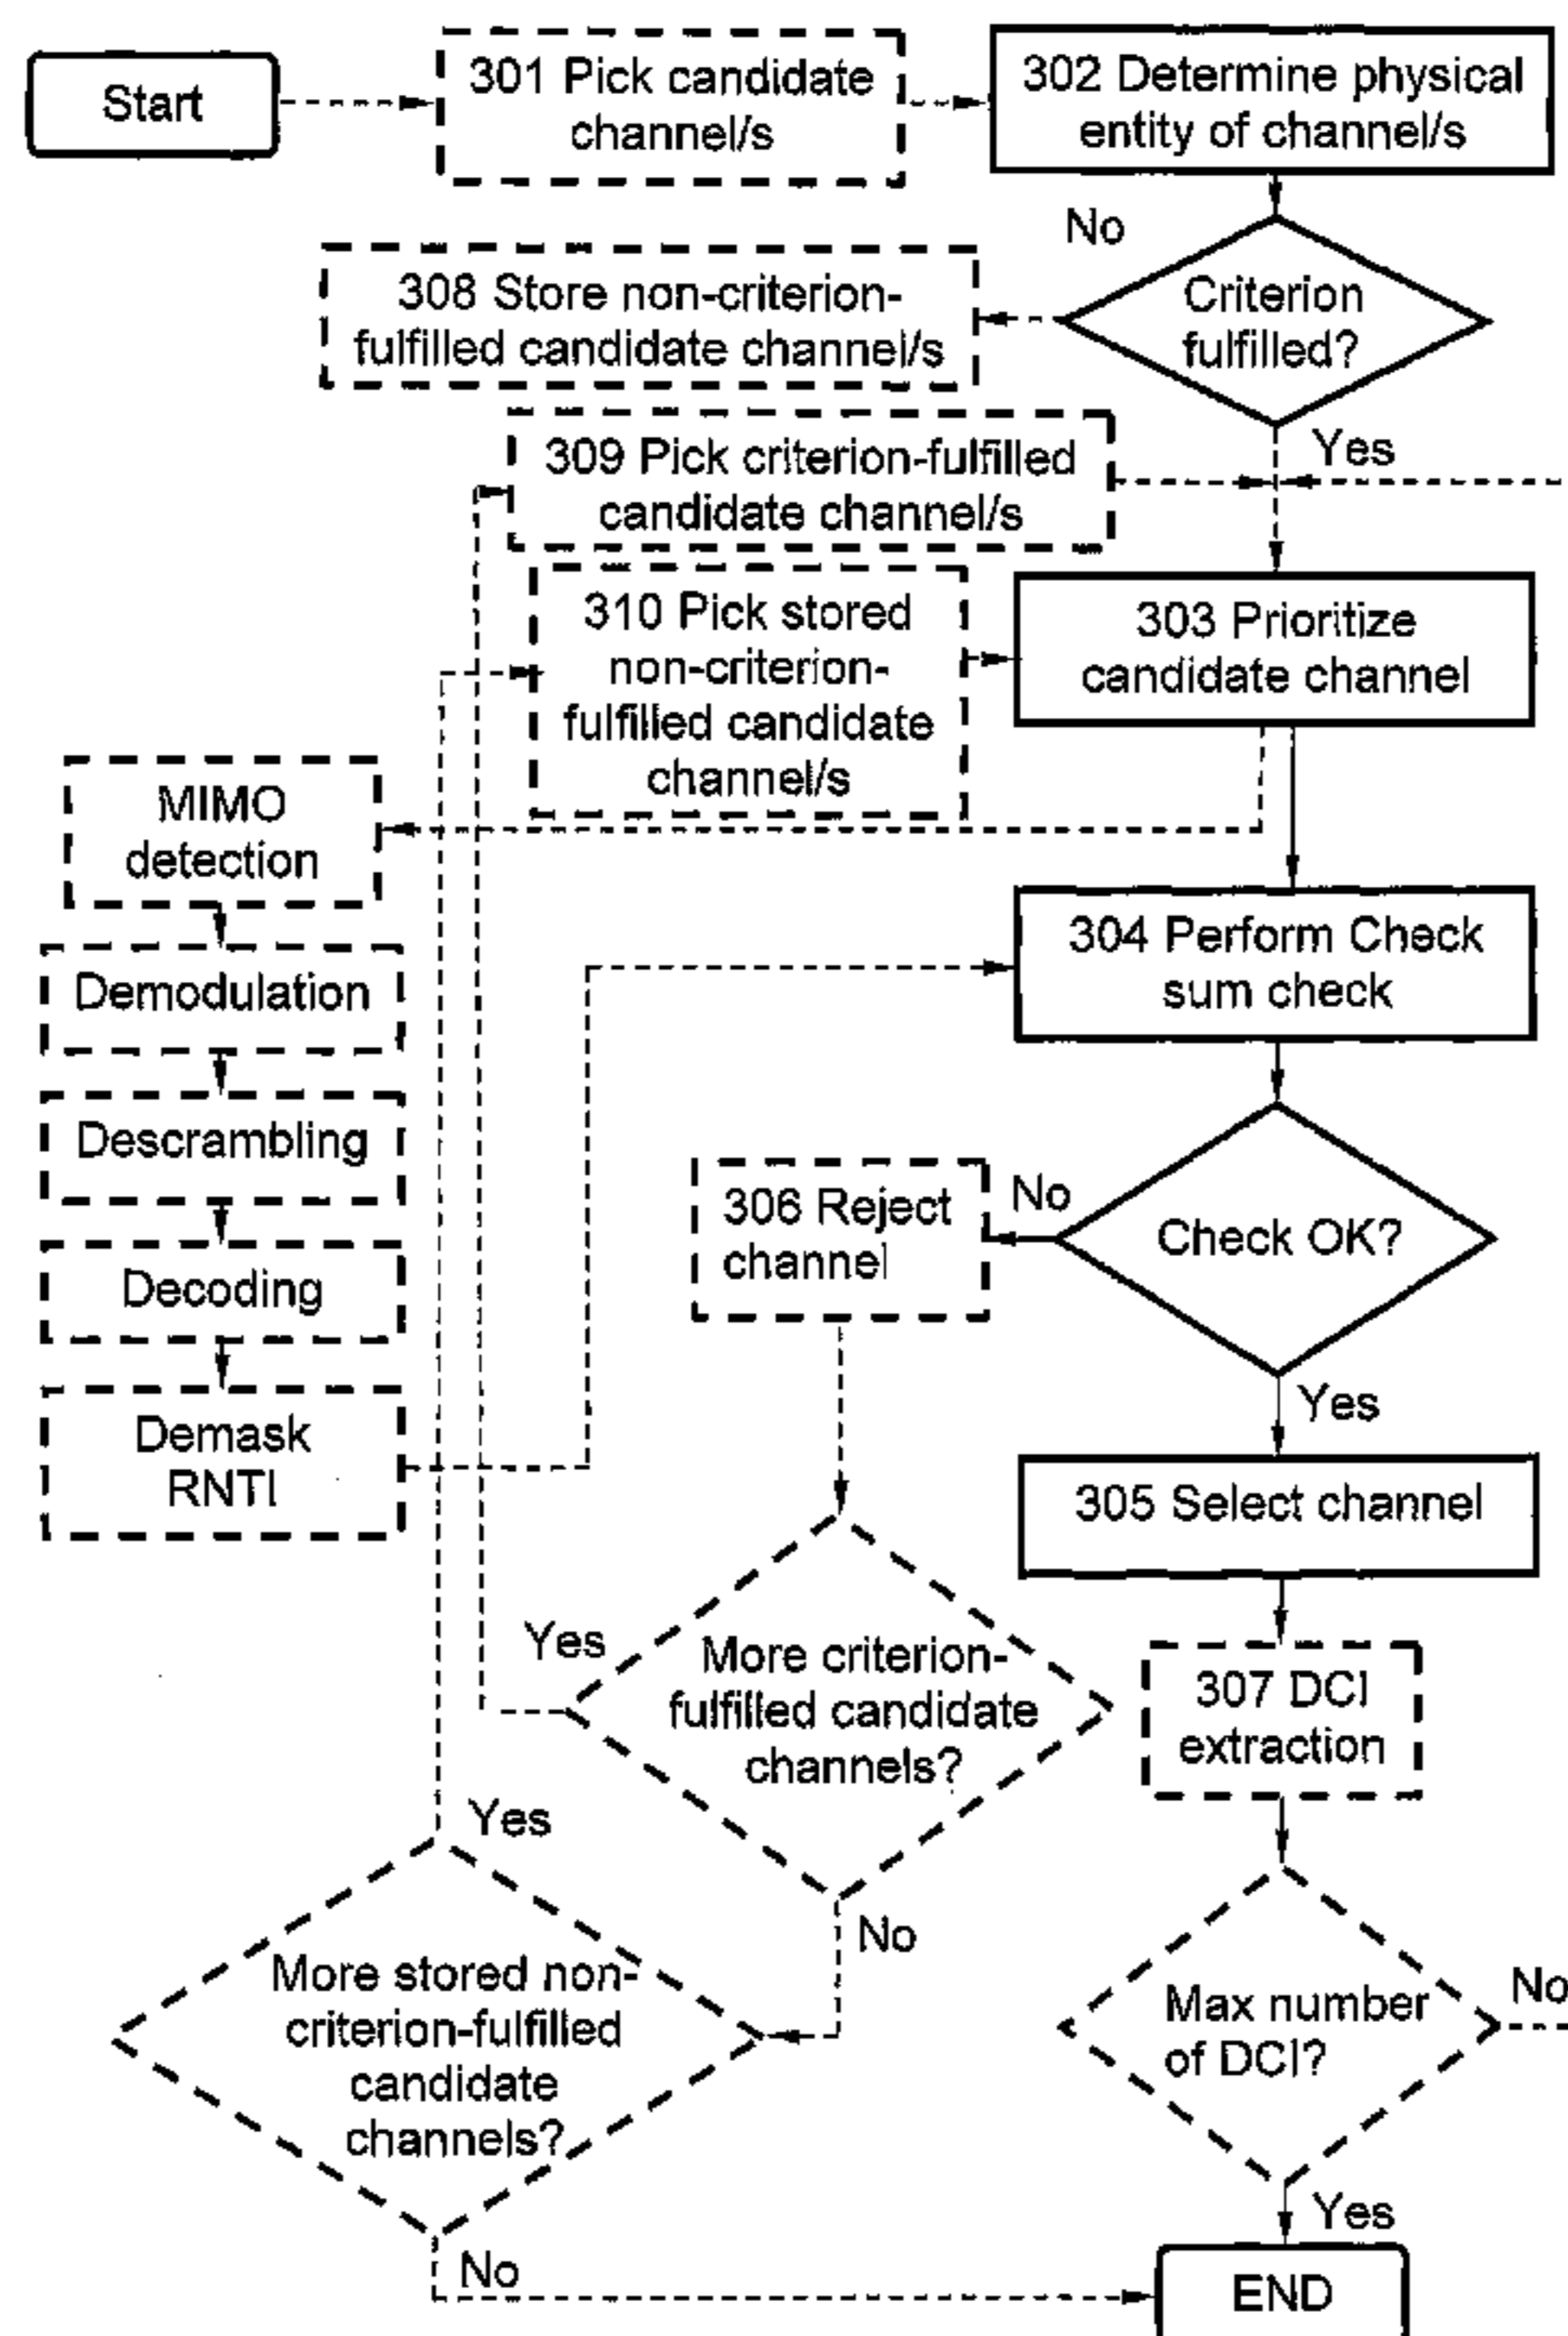 Start
301 Pick candidate
channel/s
302 Determine physical
entity of channel/s
No
Criterion
fulfilled?
308 Store non-criterion-
fulfilled candidate channel/s
Yes
309 Pick criterion-fulfilled
candidate channel/s
310 Pick stored
non-criterion-
fulfilled candidate
channel/s
303 Prioritize
candidate channel
MIMO
detection
Demodulation
Descrambling
Decoding
Demask
RNTI
304 Perform Check
sum check
Check OK?
No
306 Reject
channel
Yes
305 Select channel
307 DCI
extraction
Yes
More criterion-
fulfilled candidate
channels?
No
Yes
More stored non-
criterion-fulfilled
candidate
channels?
No
Max number
of DCI?
No
Yes
END